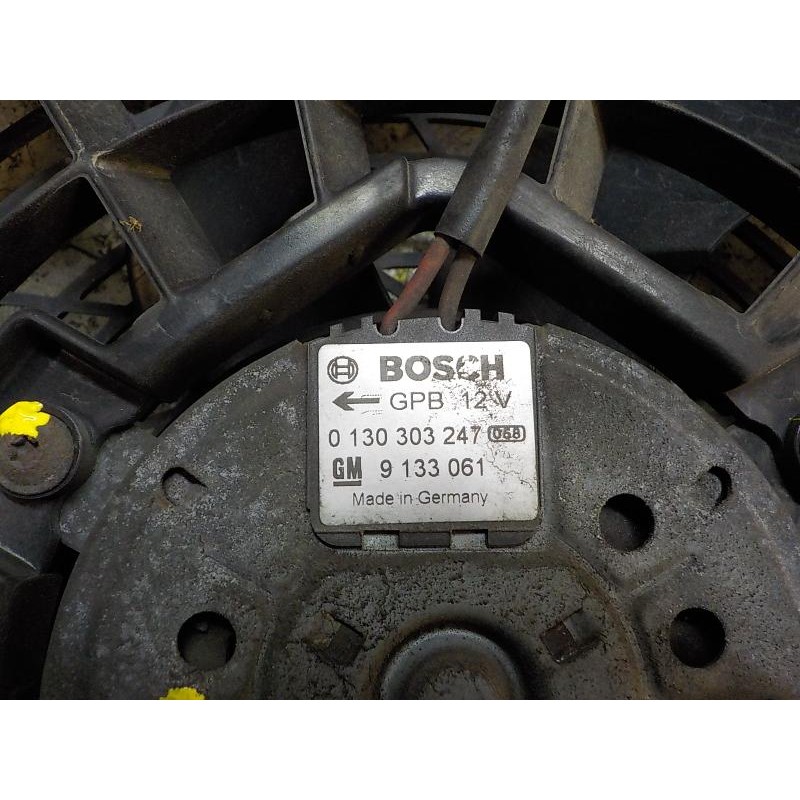 BOSCH
GPB 12 V
0 130 303 247 068
GM 9 133 061
Made in Germany